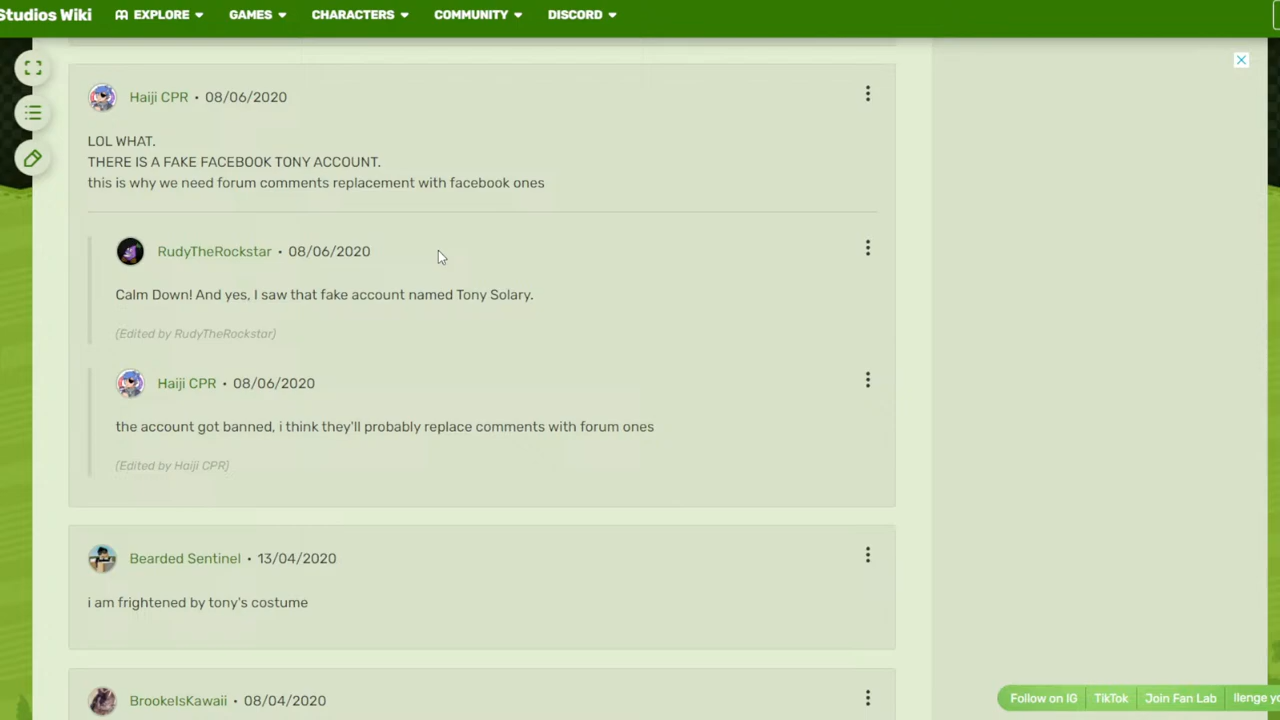 Studios Wiki EXPLORE GAMES CHARACTERS COMMUNITY DISCORD
Haiji CPR • 08/06/2020
LOL WHAT.
THERE IS A FAKE FACEBOOK TONY ACCOUNT.
this is why we need forum comments replacement with facebook ones
RudyTheRockstar • 08/06/2020
Calm Down! And yes, I saw that fake account named Tony Solary.
(Edited by RudyTheRockstar)
Haiji CPR • 08/06/2020
the account got banned, i think they'll probably replace comments with forum ones
(Edited by Haiji CPR)
Bearded Sentinel • 13/04/2020
i am frightened by tony's costume
BrookeIsKawaii • 08/04/2020
Follow on IG TikTok Join Fan Lab llenge yo